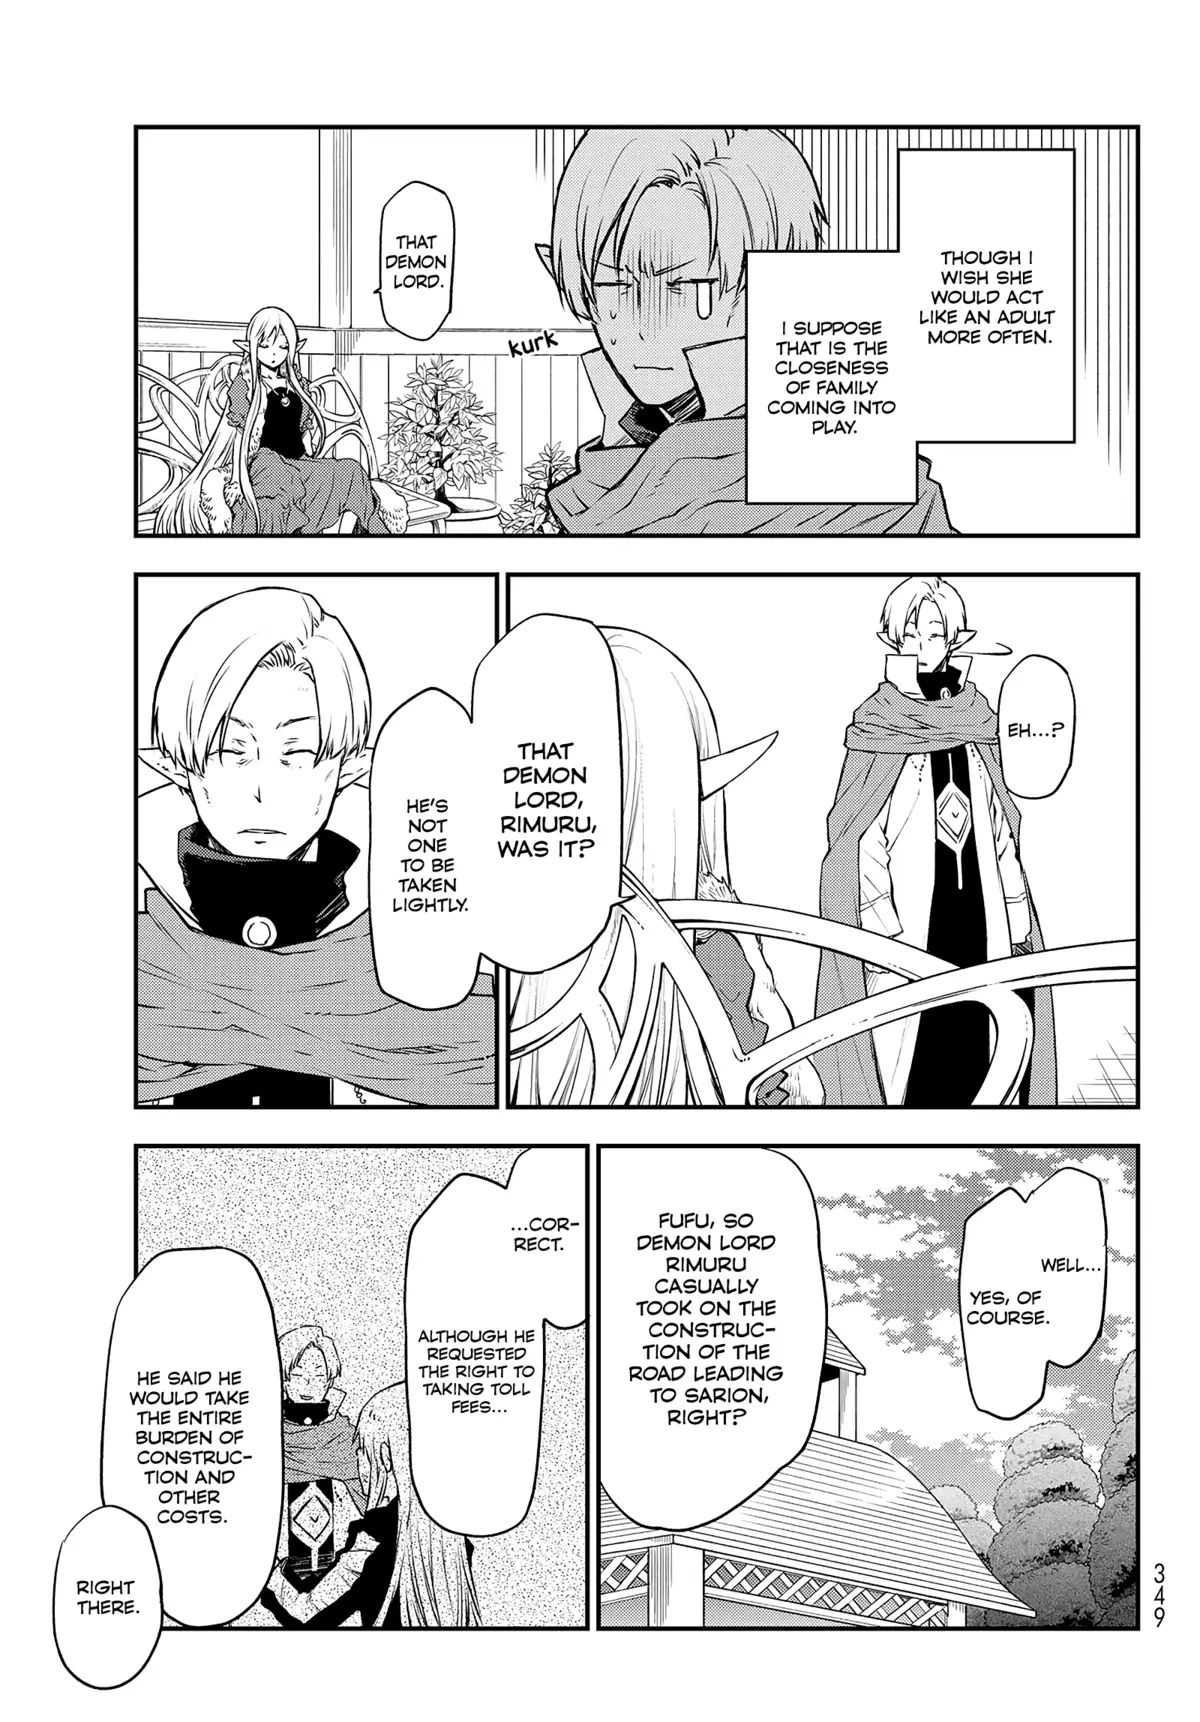 THOUGH I
WISH SHE
WOULD ACT
LIKE AN ADULT
MORE OFTEN.
I SUPPOSE
THAT IS THE
CLOSENESS
OF FAMILY
COMING INTO
PLAY.
KURK
THAT
DEMON
LORD.
EH...?
THAT
DEMON
LORD,
RIMURU,
WAS IT?
HE'S
NOT
ONE
TO BE
TAKEN
LIGHTLY.
WELL...
YES, OF
COURSE.
FUFU, SO
DEMON LORD
RIMURU
CASUALLY
TOOK ON THE
CONSTRUC-
TION OF THE
ROAD LEADING
TO SARION,
RIGHT?
...COR-
RECT.
ALTHOUGH HE
REQUESTED
THE RIGHT TO
TAKING TOLL
FEES...
HE SAID HE
WOULD TAKE
THE ENTIRE
BURDEN OF
CONSTRUC-
TION AND
OTHER
COSTS.
RIGHT
THERE.
349